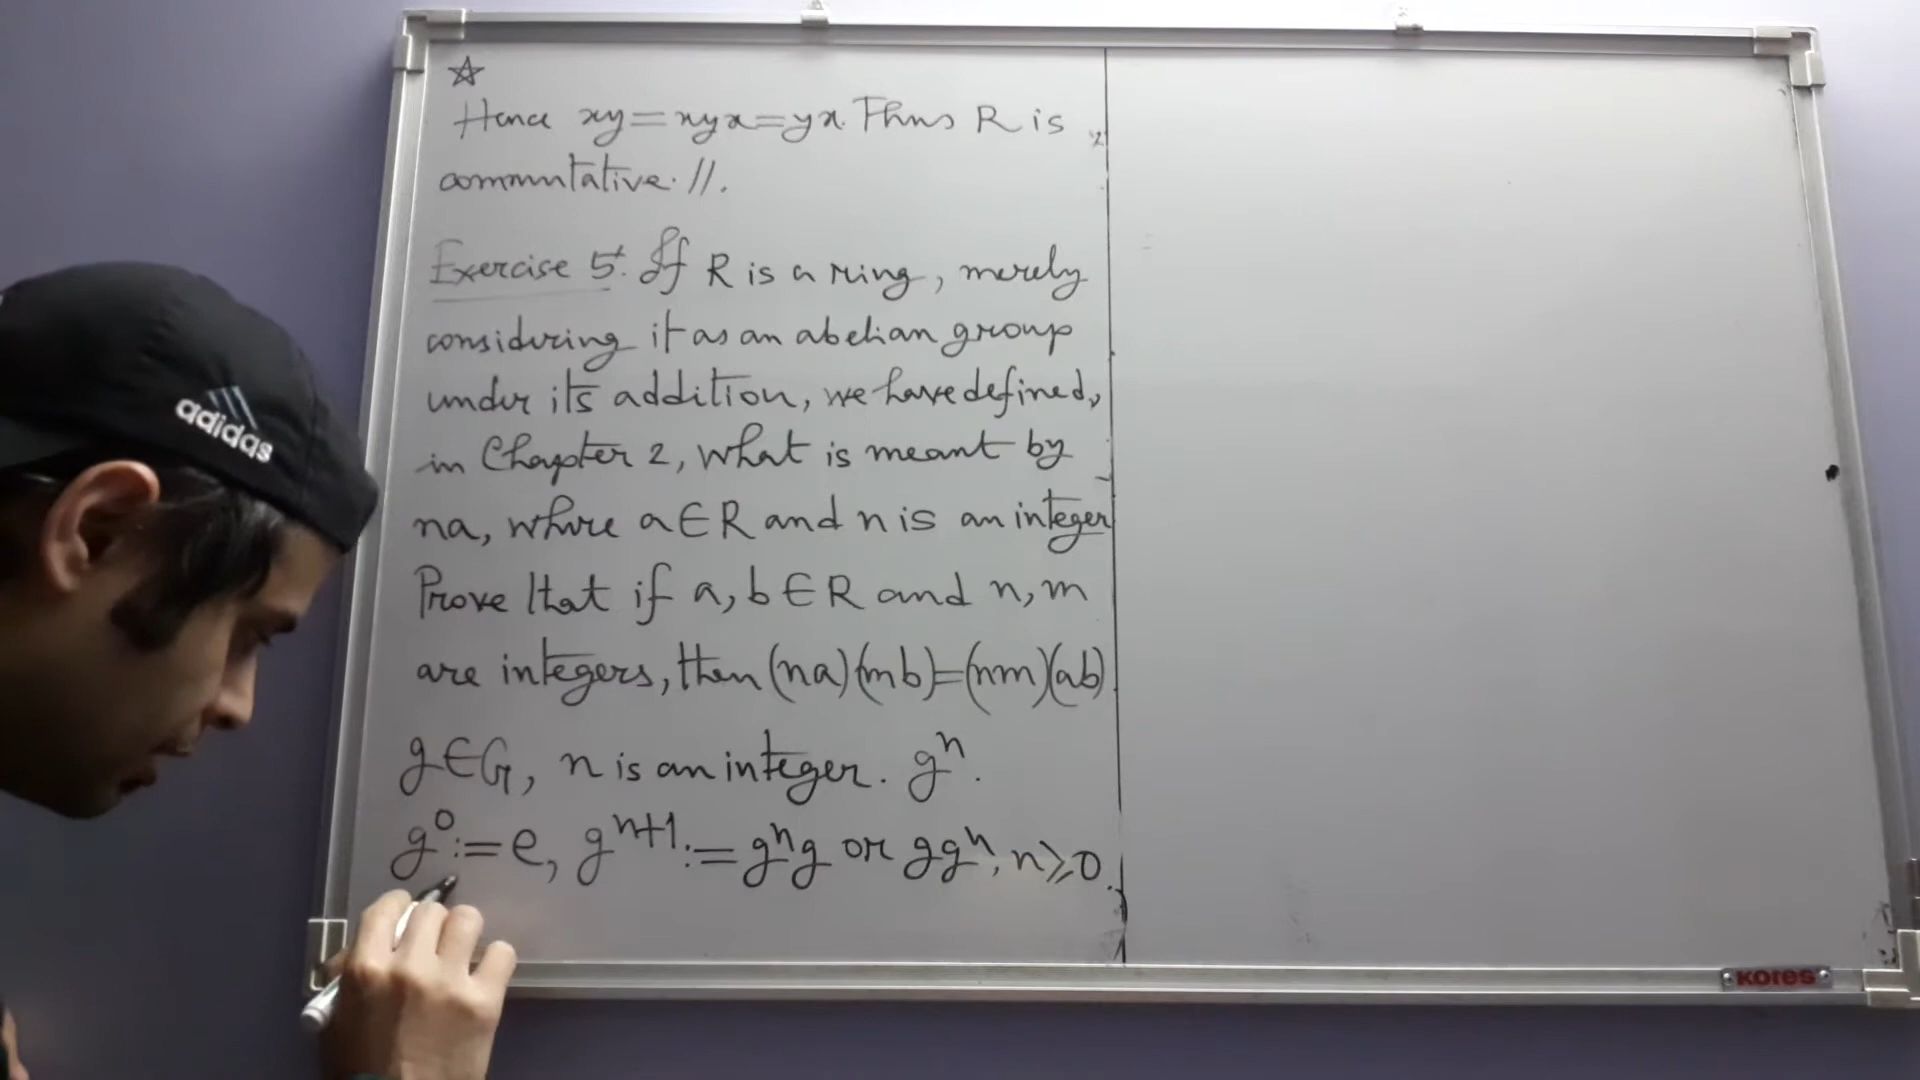 ☆
Hence xy=xyx=yx. Thus R is
commutative. //.
Exercise 5. If R is a ring, merely
considering it as an abelian group
under its addition, we have defined,
in Chapter 2, what is meant by
na, where a∈R and n is an integer
Prove that if a, b∈R and n, m
are integers, then (na)(mb)=(nm)(ab)
g∈G, n is an integer. gⁿ.
g⁰:=e, gⁿ⁺¹:=gⁿg or ggⁿ, n≥0.
adidas
KORES